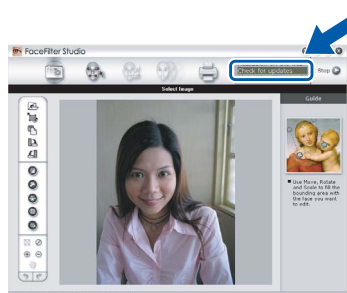 FaceFilter Studio
Check for updates
Step
Select Image
Guide
Use Move, Rotate
and Scale to fill the
bounding area with
the face you want
to edit.